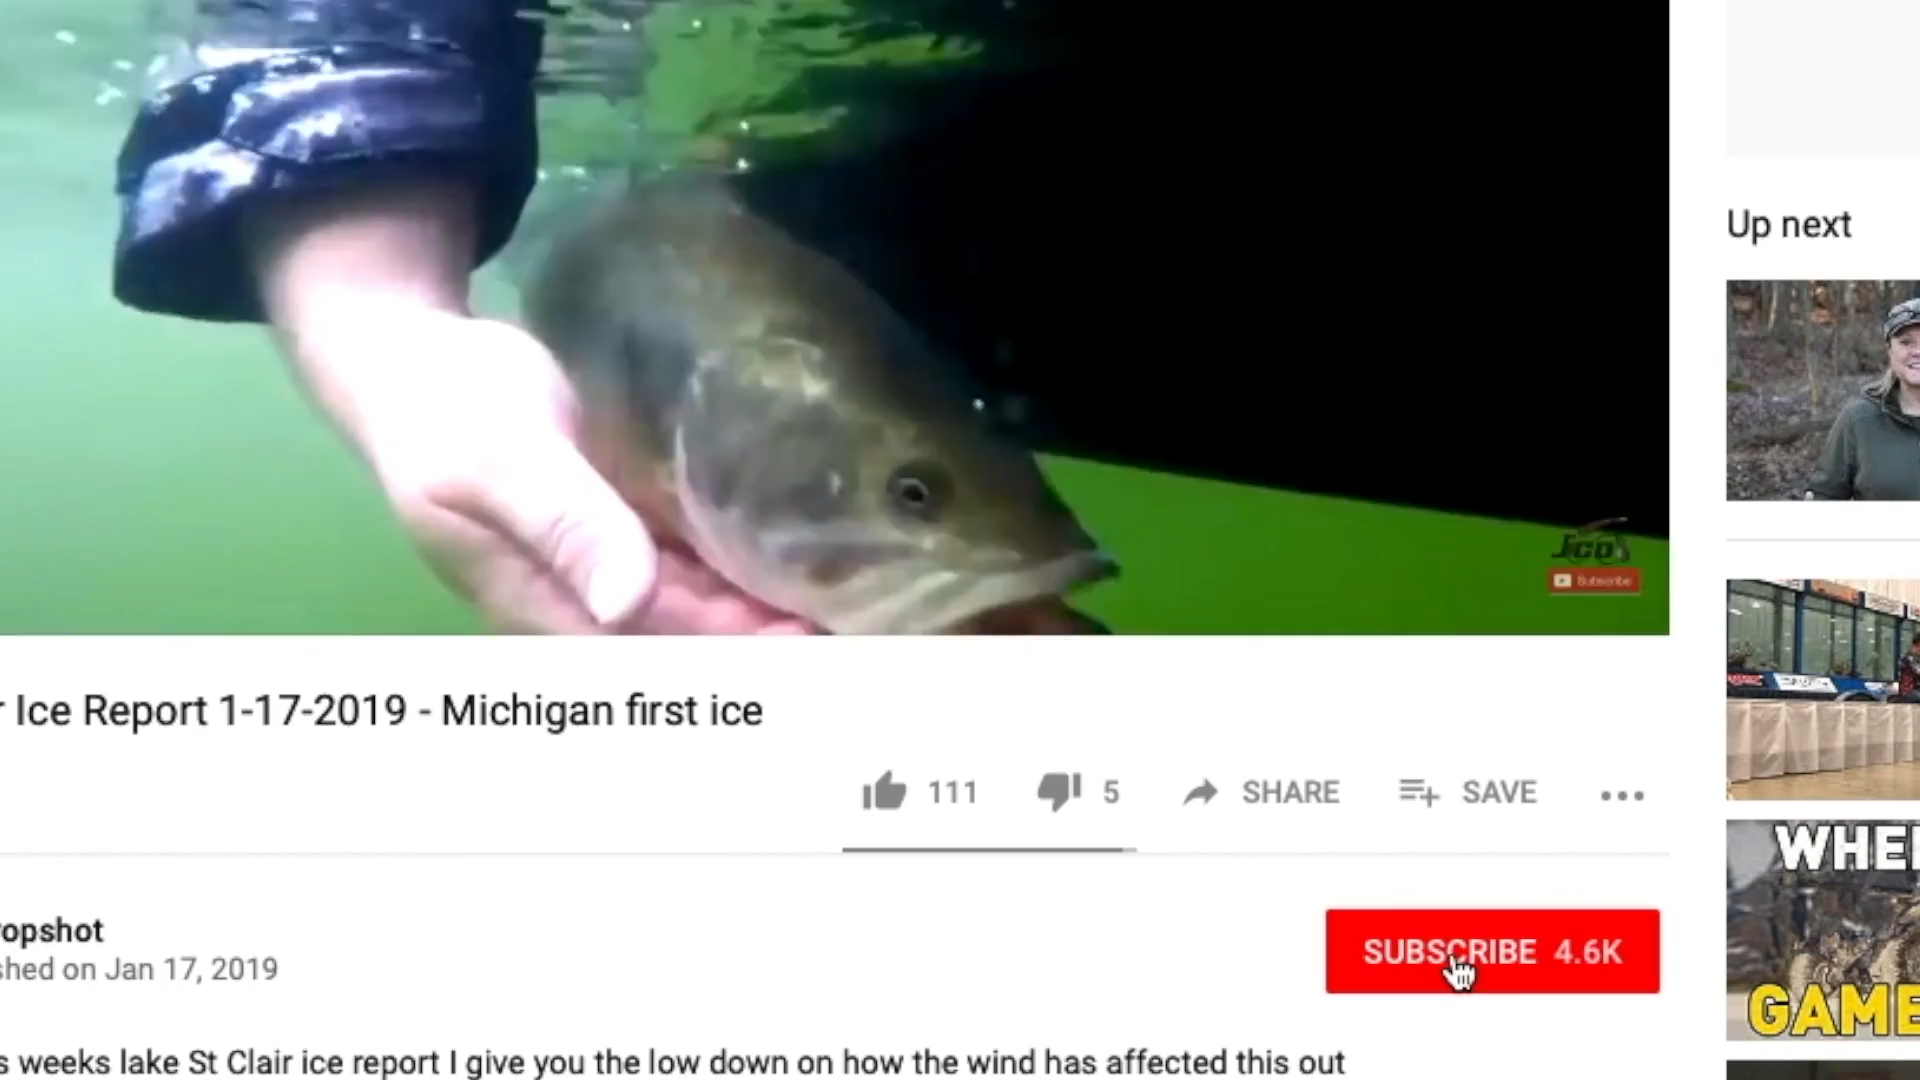 Up next
Jco
Subscribe
r Ice Report 1-17-2019 - Michigan first ice
111 5 SHARE SAVE
opshot
shed on Jan 17, 2019
SUBSCRIBE 4.6K
s weeks lake St Clair ice report I give you the low down on how the wind has affected this out
WHE
GAME